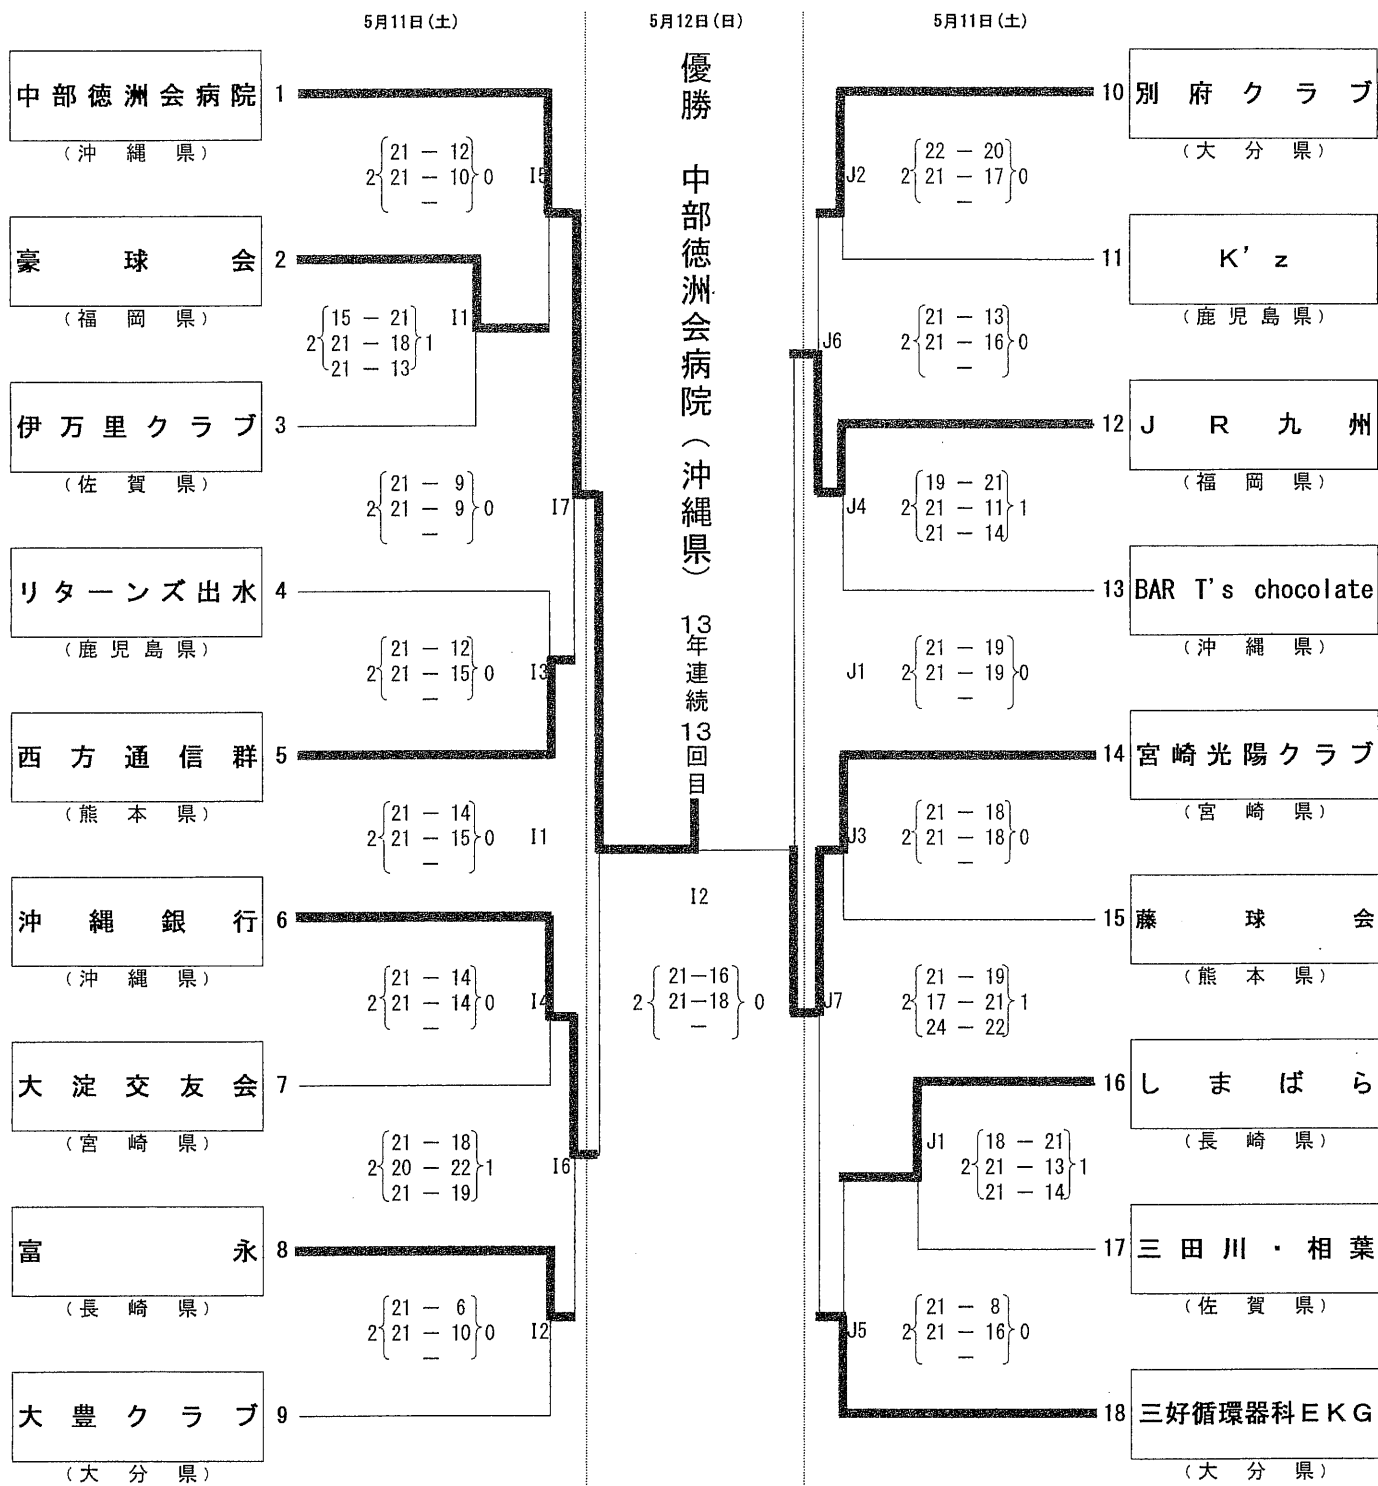 5月11日(土)
5月12日(日)
5月11日(土)
優勝 中部徳洲会病院(沖縄県) 13年連続13回目
中部徳洲会病院 1
(沖縄県)
2 21 - 12 0 I5
21 - 10
-
豪球会 2
(福岡県)
2 15 - 21 1 I1
21 - 18
21 - 13
伊万里クラブ 3
(佐賀県)
2 21 - 9 0 I7
21 - 9
-
リターンズ出水 4
(鹿児島県)
2 21 - 12 0 I3
21 - 15
-
西方通信群 5
(熊本県)
2 21 - 14 0 I1
21 - 15
-
沖縄銀行 6
(沖縄県)
2 21 - 14 0 I4
21 - 14
-
大淀交友会 7
(宮崎県)
2 21 - 18 1 I6
20 - 22
21 - 19
富永 8
(長崎県)
2 21 - 6 0 I2
21 - 10
-
大豊クラブ 9
(大分県)
I2
2 21-16 0
21-18
-
10 別府クラブ
(大分県)
J2 2 22 - 20 0
21 - 17
-
11 K'z
(鹿児島県)
J6 2 21 - 13 0
21 - 16
-
12 JR九州
(福岡県)
J4 2 19 - 21 1
21 - 11
21 - 14
13 BAR T's chocolate
(沖縄県)
J1 2 21 - 19 0
21 - 19
-
14 宮崎光陽クラブ
(宮崎県)
J3 2 21 - 18 0
21 - 18
-
15 藤球会
(熊本県)
J7 2 21 - 19 1
17 - 21
24 - 22
16 しまばら
(長崎県)
J1 2 18 - 21 1
21 - 13
21 - 14
17 三田川・相葉
(佐賀県)
J5 2 21 - 8 0
21 - 16
-
18 三好循環器科EKG
(大分県)